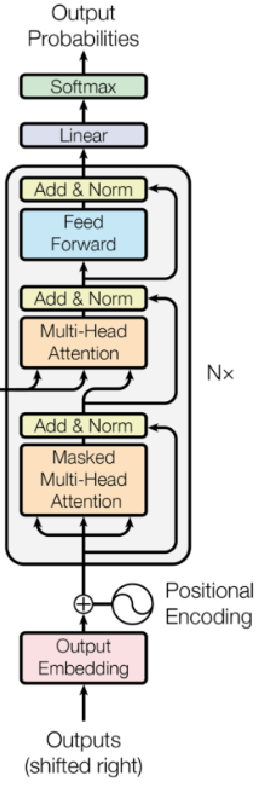 Output
Probabilities
Softmax
Linear
Add & Norm
Feed
Forward
Add & Norm
Multi-Head
Attention
N×
Add & Norm
Masked
Multi-Head
Attention
Positional
Encoding
Output
Embedding
Outputs
(shifted right)